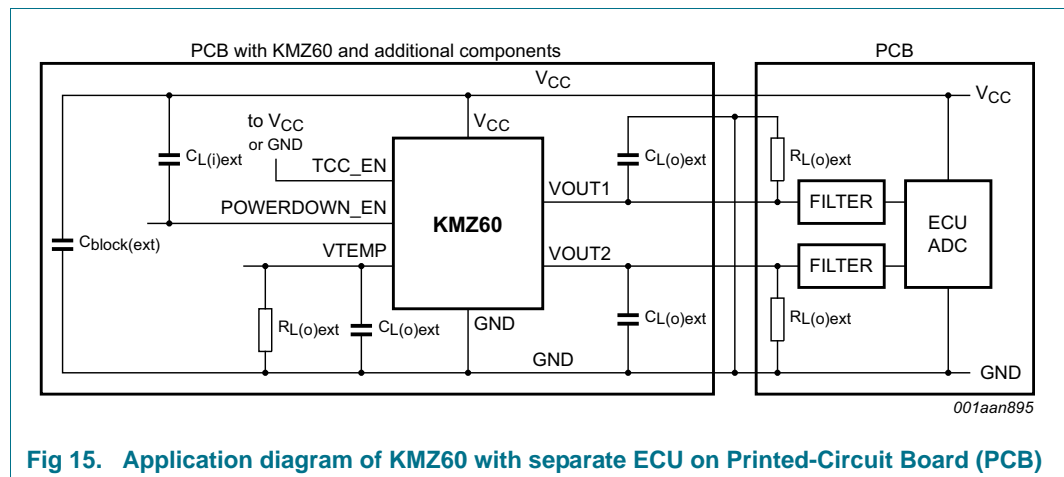 PCB with KMZ60 and additional components
PCB
VCC
VCC
to VCC
or GND
VCC
CL(i)ext
TCC_EN
CL(o)ext
RL(o)ext
VOUT1
FILTER
POWERDOWN_EN
KMZ60
ECU
ADC
Cblock(ext)
VTEMP
VOUT2
FILTER
RL(o)ext
CL(o)ext
GND
CL(o)ext
RL(o)ext
GND
GND
001aan895
Fig 15. Application diagram of KMZ60 with separate ECU on Printed-Circuit Board (PCB)